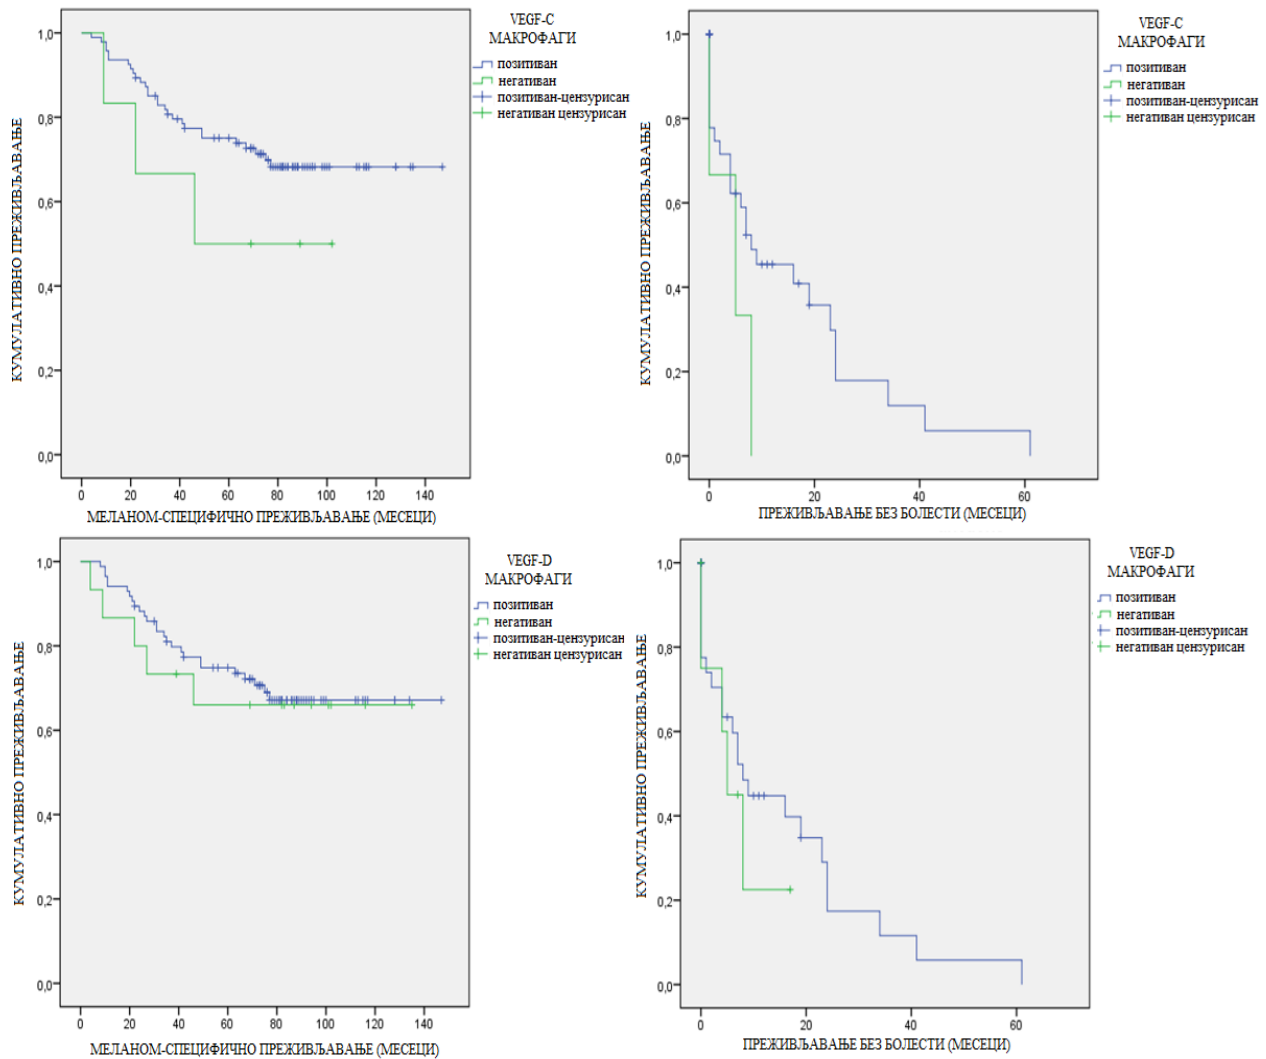 VEGF-C
МАКРОФАГИ
позитиван
негативан
позитиван-цензурисан
негативан цензурисан
КУМУЛАТИВНО ПРЕЖИВЉАВАЊЕ
1,0
0,8
0,6
0,4
0,2
0,0
0 20 40 60 80 100 120 140
МЕЛАНОМ-СПЕЦИФИЧНО ПРЕЖИВЉАВАЊЕ (МЕСЕЦИ)
VEGF-C
МАКРОФАГИ
позитиван
негативан
позитиван-цензурисан
негативан цензурисан
КУМУЛАТИВНО ПРЕЖИВЉАВАЊЕ
1,0
0,8
0,6
0,4
0,2
0,0
0 20 40 60
ПРЕЖИВЉАВАЊЕ БЕЗ БОЛЕСТИ (МЕСЕЦИ)
VEGF-D
МАКРОФАГИ
позитиван
негативан
позитиван-цензурисан
негативан цензурисан
КУМУЛАТИВНО ПРЕЖИВЉАВАЊЕ
1,0
0,8
0,6
0,4
0,2
0,0
0 20 40 60 80 100 120 140
МЕЛАНОМ-СПЕЦИФИЧНО ПРЕЖИВЉАВАЊЕ (МЕСЕЦИ)
VEGF-D
МАКРОФАГИ
позитиван
негативан
позитиван-цензурисан
негативан цензурисан
КУМУЛАТИВНО ПРЕЖИВЉАВАЊЕ
1,0
0,8
0,6
0,4
0,2
0,0
0 20 40 60
ПРЕЖИВЉАВАЊЕ БЕЗ БОЛЕСТИ (МЕСЕЦИ)